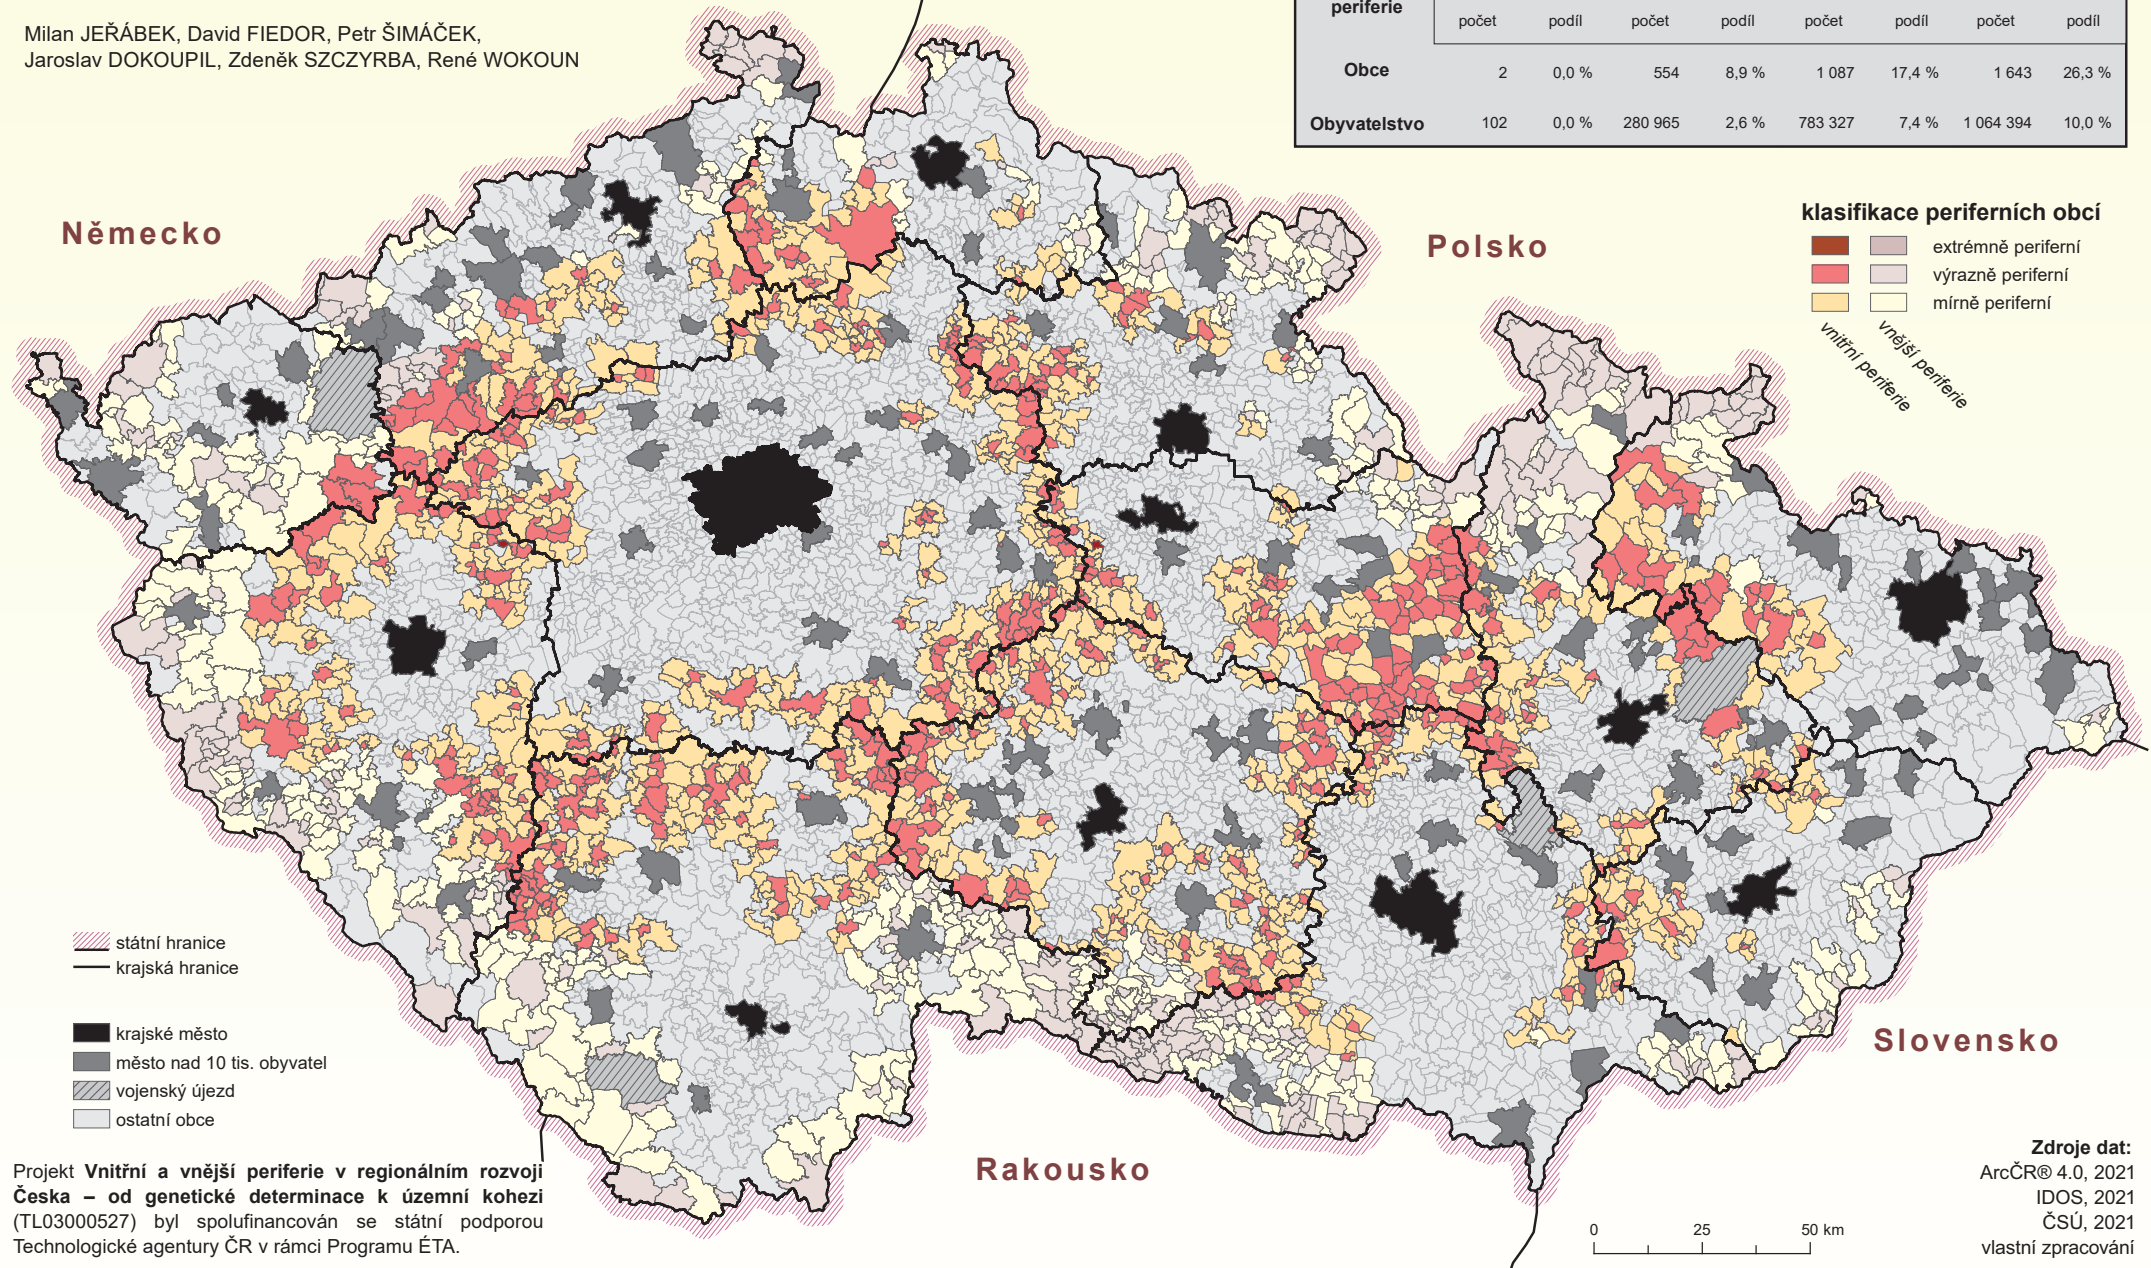 Milan JEŘÁBEK, David FIEDOR, Petr ŠIMÁČEK,
Jaroslav DOKOUPIL, Zdeněk SZCZYRBA, René WOKOUN
periferie
počet podíl počet podíl počet podíl počet podíl
Obce 2 0,0 % 554 8,9 % 1 087 17,4 % 1 643 26,3 %
Obyvatelstvo 102 0,0 % 280 965 2,6 % 783 327 7,4 % 1 064 394 10,0 %
klasifikace periferních obcí
extrémně periferní
výrazně periferní
mírně periferní
vnitřní periferie
vnější periferie
Německo
Polsko
Slovensko
Rakousko
státní hranice
krajská hranice
krajské město
město nad 10 tis. obyvatel
vojenský újezd
ostatní obce
Projekt Vnitřní a vnější periferie v regionálním rozvoji
Česka – od genetické determinace k územní kohezi
(TL03000527) byl spolufinancován se státní podporou
Technologické agentury ČR v rámci Programu ÉTA.
0 25 50 km
Zdroje dat:
ArcČR® 4.0, 2021
IDOS, 2021
ČSÚ, 2021
vlastní zpracování